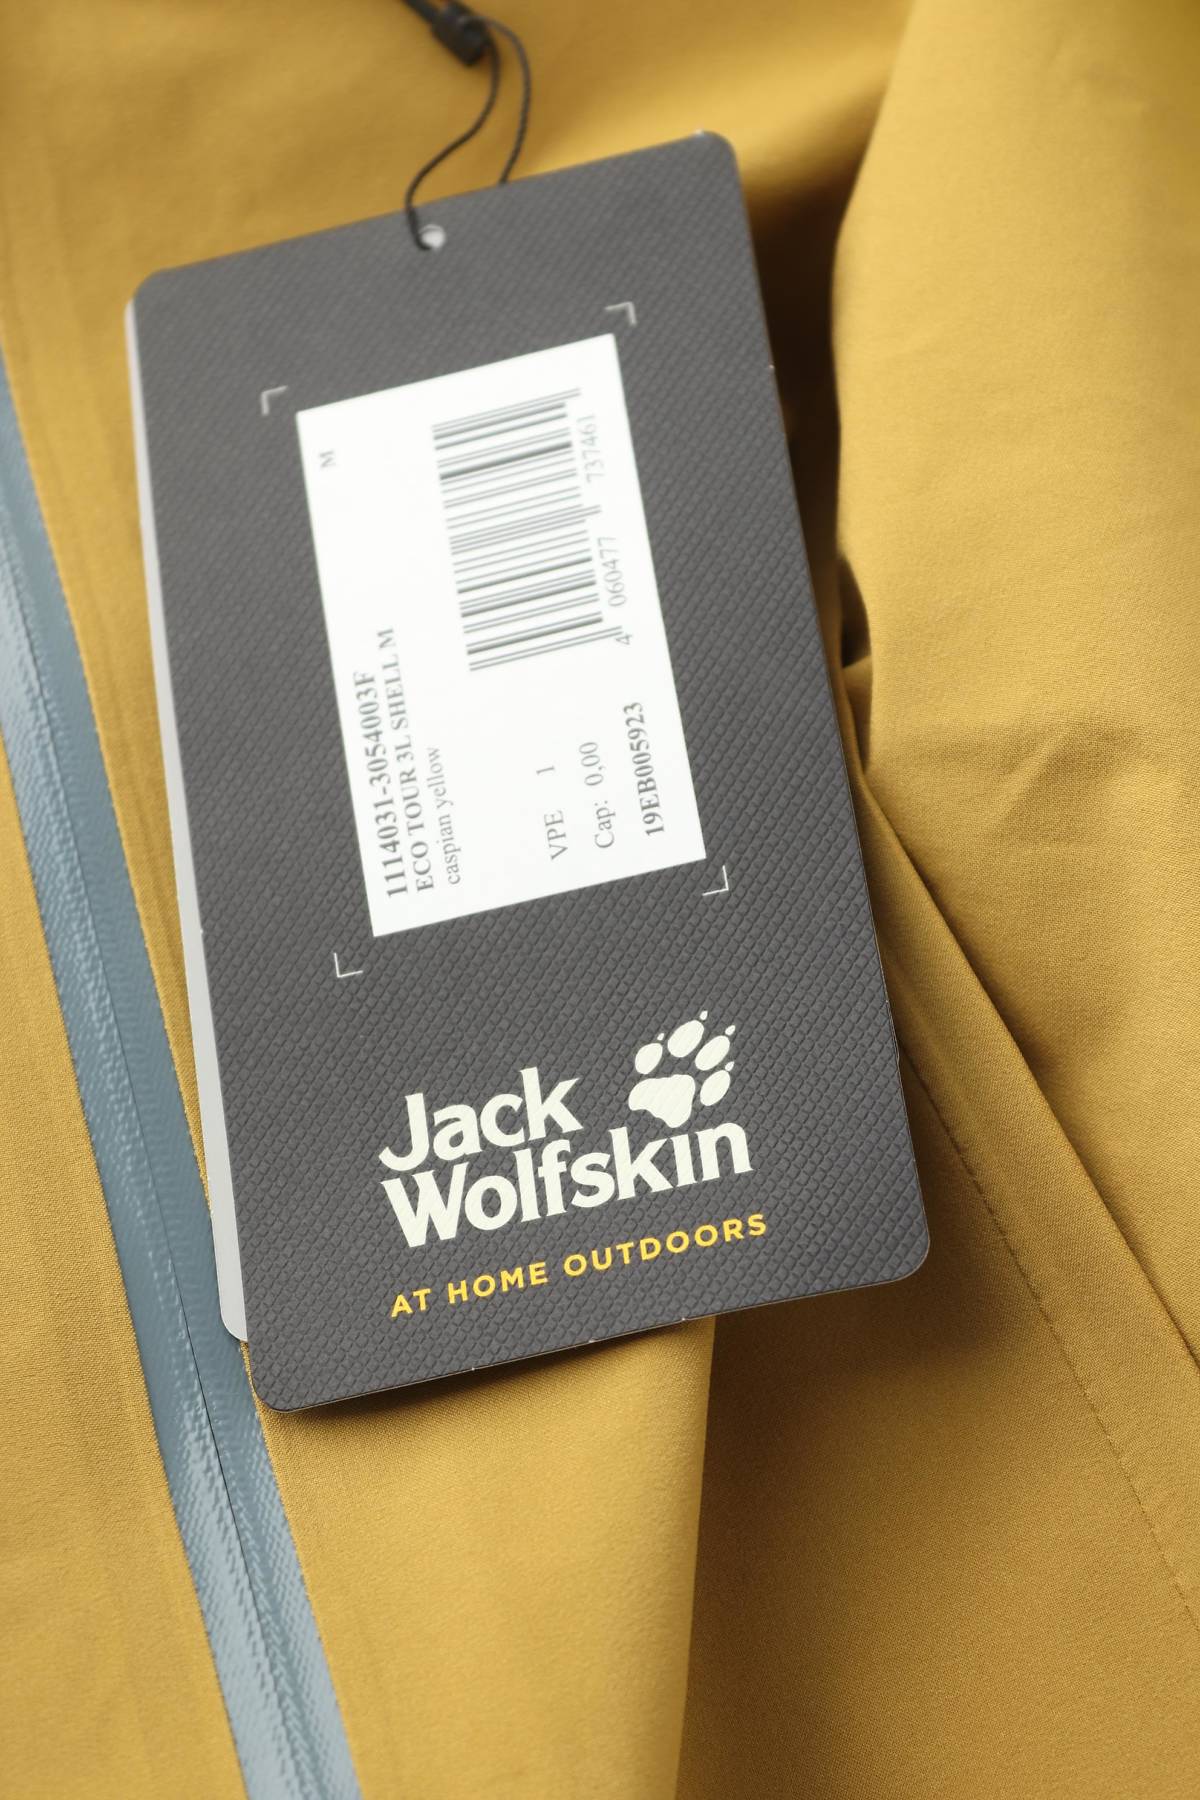 M
1114031-3054003F
ECO TOUR 3L SHELL M
caspian yellow
VPE 1
Cap: 0,00
19EB005923
4 060477 737461
Jack
Wolfskin
AT HOME OUTDOORS